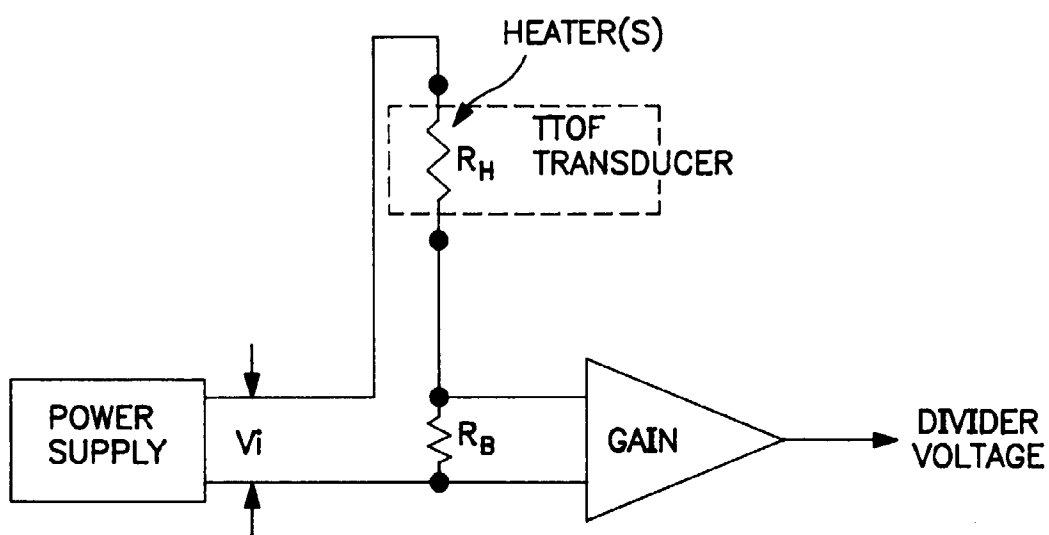 HEATER(S)
TTOF
TRANSDUCER
R_H
POWER
SUPPLY
Vi
R_B
GAIN
DIVIDER
VOLTAGE